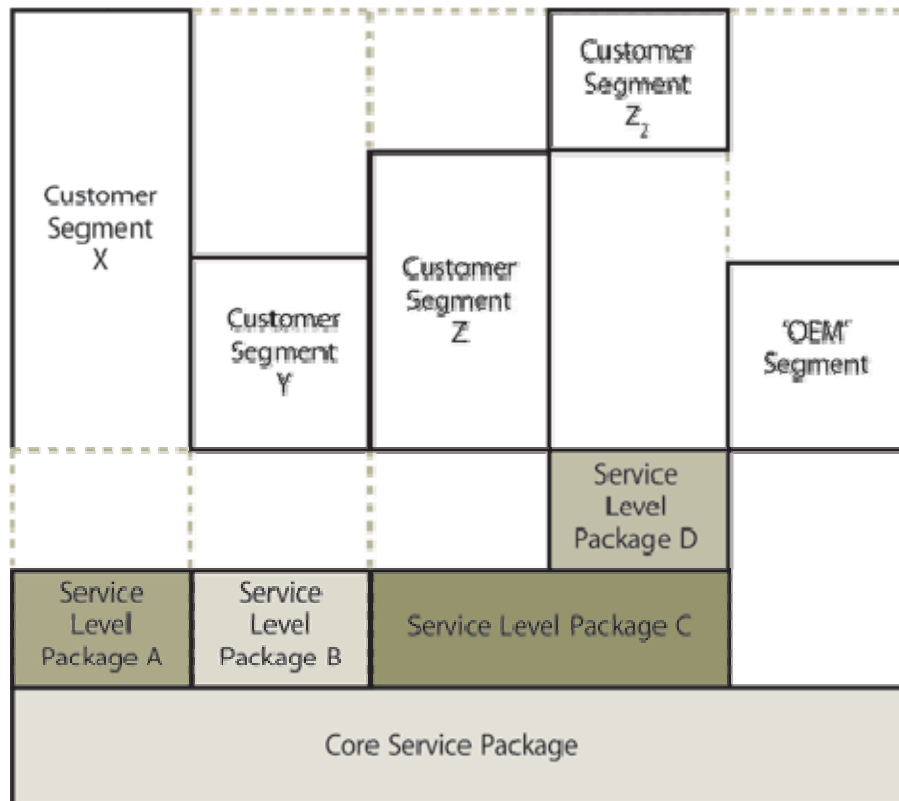 Customer
Segment
Z2
Customer
Segment
X
Customer
Segment
Z
Customer
Segment
Y
"OEM"
Segment
Service
Level
Package D
Service
Level
Package A
Service
Level
Package B
Service Level Package C
Core Service Package